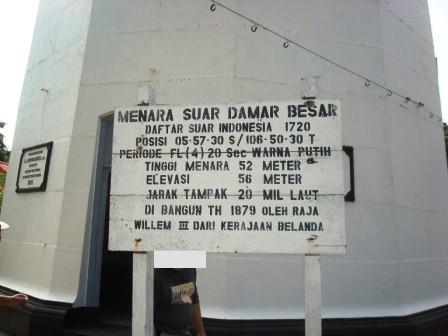 MENARA SUAR DAMAR BESAR
DAFTAR SUAR INDONESIA 1720
POSISI 05-57-30 S/106-50-30 T
PERIODE FL(4)20 Sec WARNA PUTIH
TINGGI MENARA 52 METER
ELEVASI 56 METER
JARAK TAMPAK 20 MIL LAUT
DI BANGUN TH 1879 OLEH RAJA
WILLEM III DARI KERAJAAN BELANDA